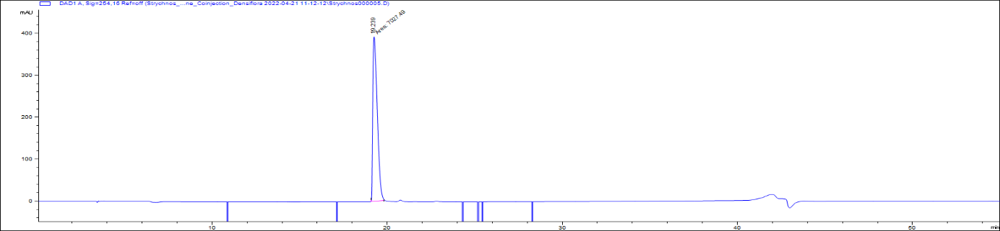 DAD1 A, Sig=254,16 Ref=off (Strychnos_...ne_Coinjection_Densiflora 2022-04-21 11-12-12\Strychnos000005.D)
mAU
19.239
Area: 7027.49
400
300
200
100
0
10 20 30 40 50 min